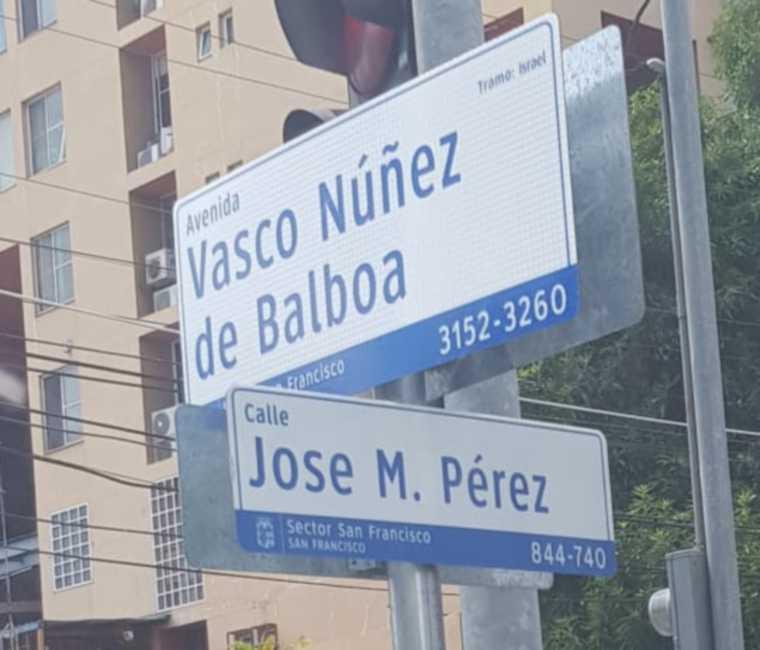 Tramo: Israel
Avenida
Vasco Núñez
de Balboa
3152-3260
Francisco
Calle
Jose M. Pérez
Sector San Francisco
SAN FRANCISCO
844-740